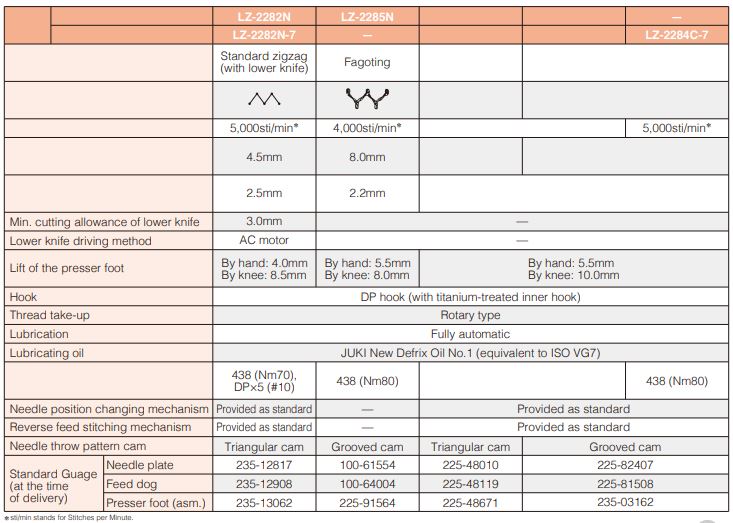 LZ-2282N LZ-2285N —
LZ-2282N-7 — LZ-2284C-7
Standard zigzag
(with lower knife) Fagoting
5,000sti/min* 4,000sti/min* 5,000sti/min*
4.5mm 8.0mm
2.5mm 2.2mm
Min. cutting allowance of lower knife 3.0mm —
Lower knife driving method AC motor —
Lift of the presser foot By hand: 4.0mm By hand: 5.5mm By hand: 5.5mm
By knee: 8.5mm By knee: 8.0mm By knee: 10.0mm
Hook DP hook (with titanium-treated inner hook)
Thread take-up Rotary type
Lubrication Fully automatic
Lubricating oil JUKI New Defrix Oil No.1 (equivalent to ISO VG7)
438 (Nm70),
DP×5 (#10) 438 (Nm80) 438 (Nm80)
Needle position changing mechanism Provided as standard — Provided as standard
Reverse feed stitching mechanism Provided as standard — Provided as standard
Needle throw pattern cam Triangular cam Grooved cam Triangular cam Grooved cam
Standard Guage
(at the time
of delivery)
Needle plate 235-12817 100-61554 225-48010 225-82407
Feed dog 235-12908 100-64004 225-48119 225-81508
Presser foot (asm.) 235-13062 225-91564 225-48671 235-03162
*sti/min stands for Stitches per Minute.